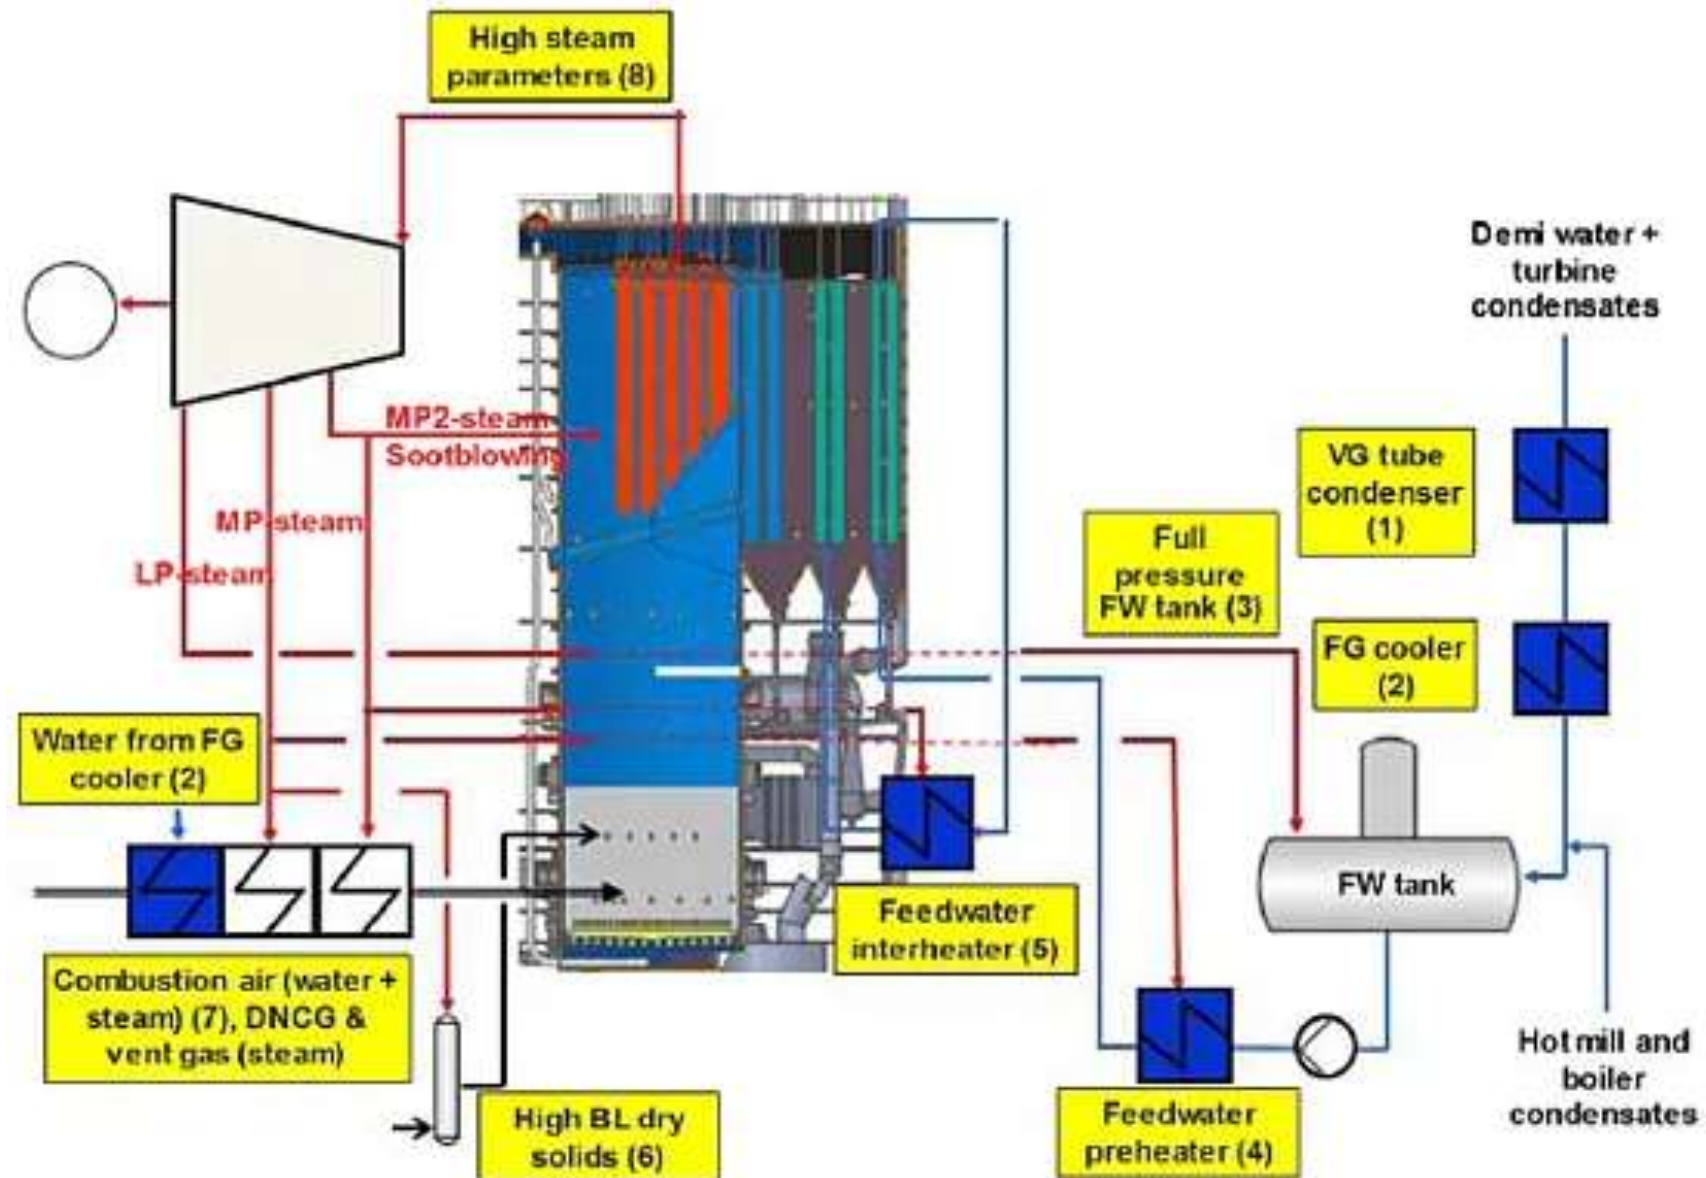 High steam
parameters (8)
Demi water +
turbine
condensates
MP2-steam
Sootblowing
VG tube
condenser
(1)
MP-steam
Full
pressure
FW tank (3)
LP-steam
FG cooler
(2)
Water from FG
cooler (2)
FW tank
Feedwater
interheater (5)
Combustion air (water +
steam) (7), DNCG &
vent gas (steam)
Hot mill and
boiler
condensates
High BL dry
solids (6)
Feedwater
preheater (4)